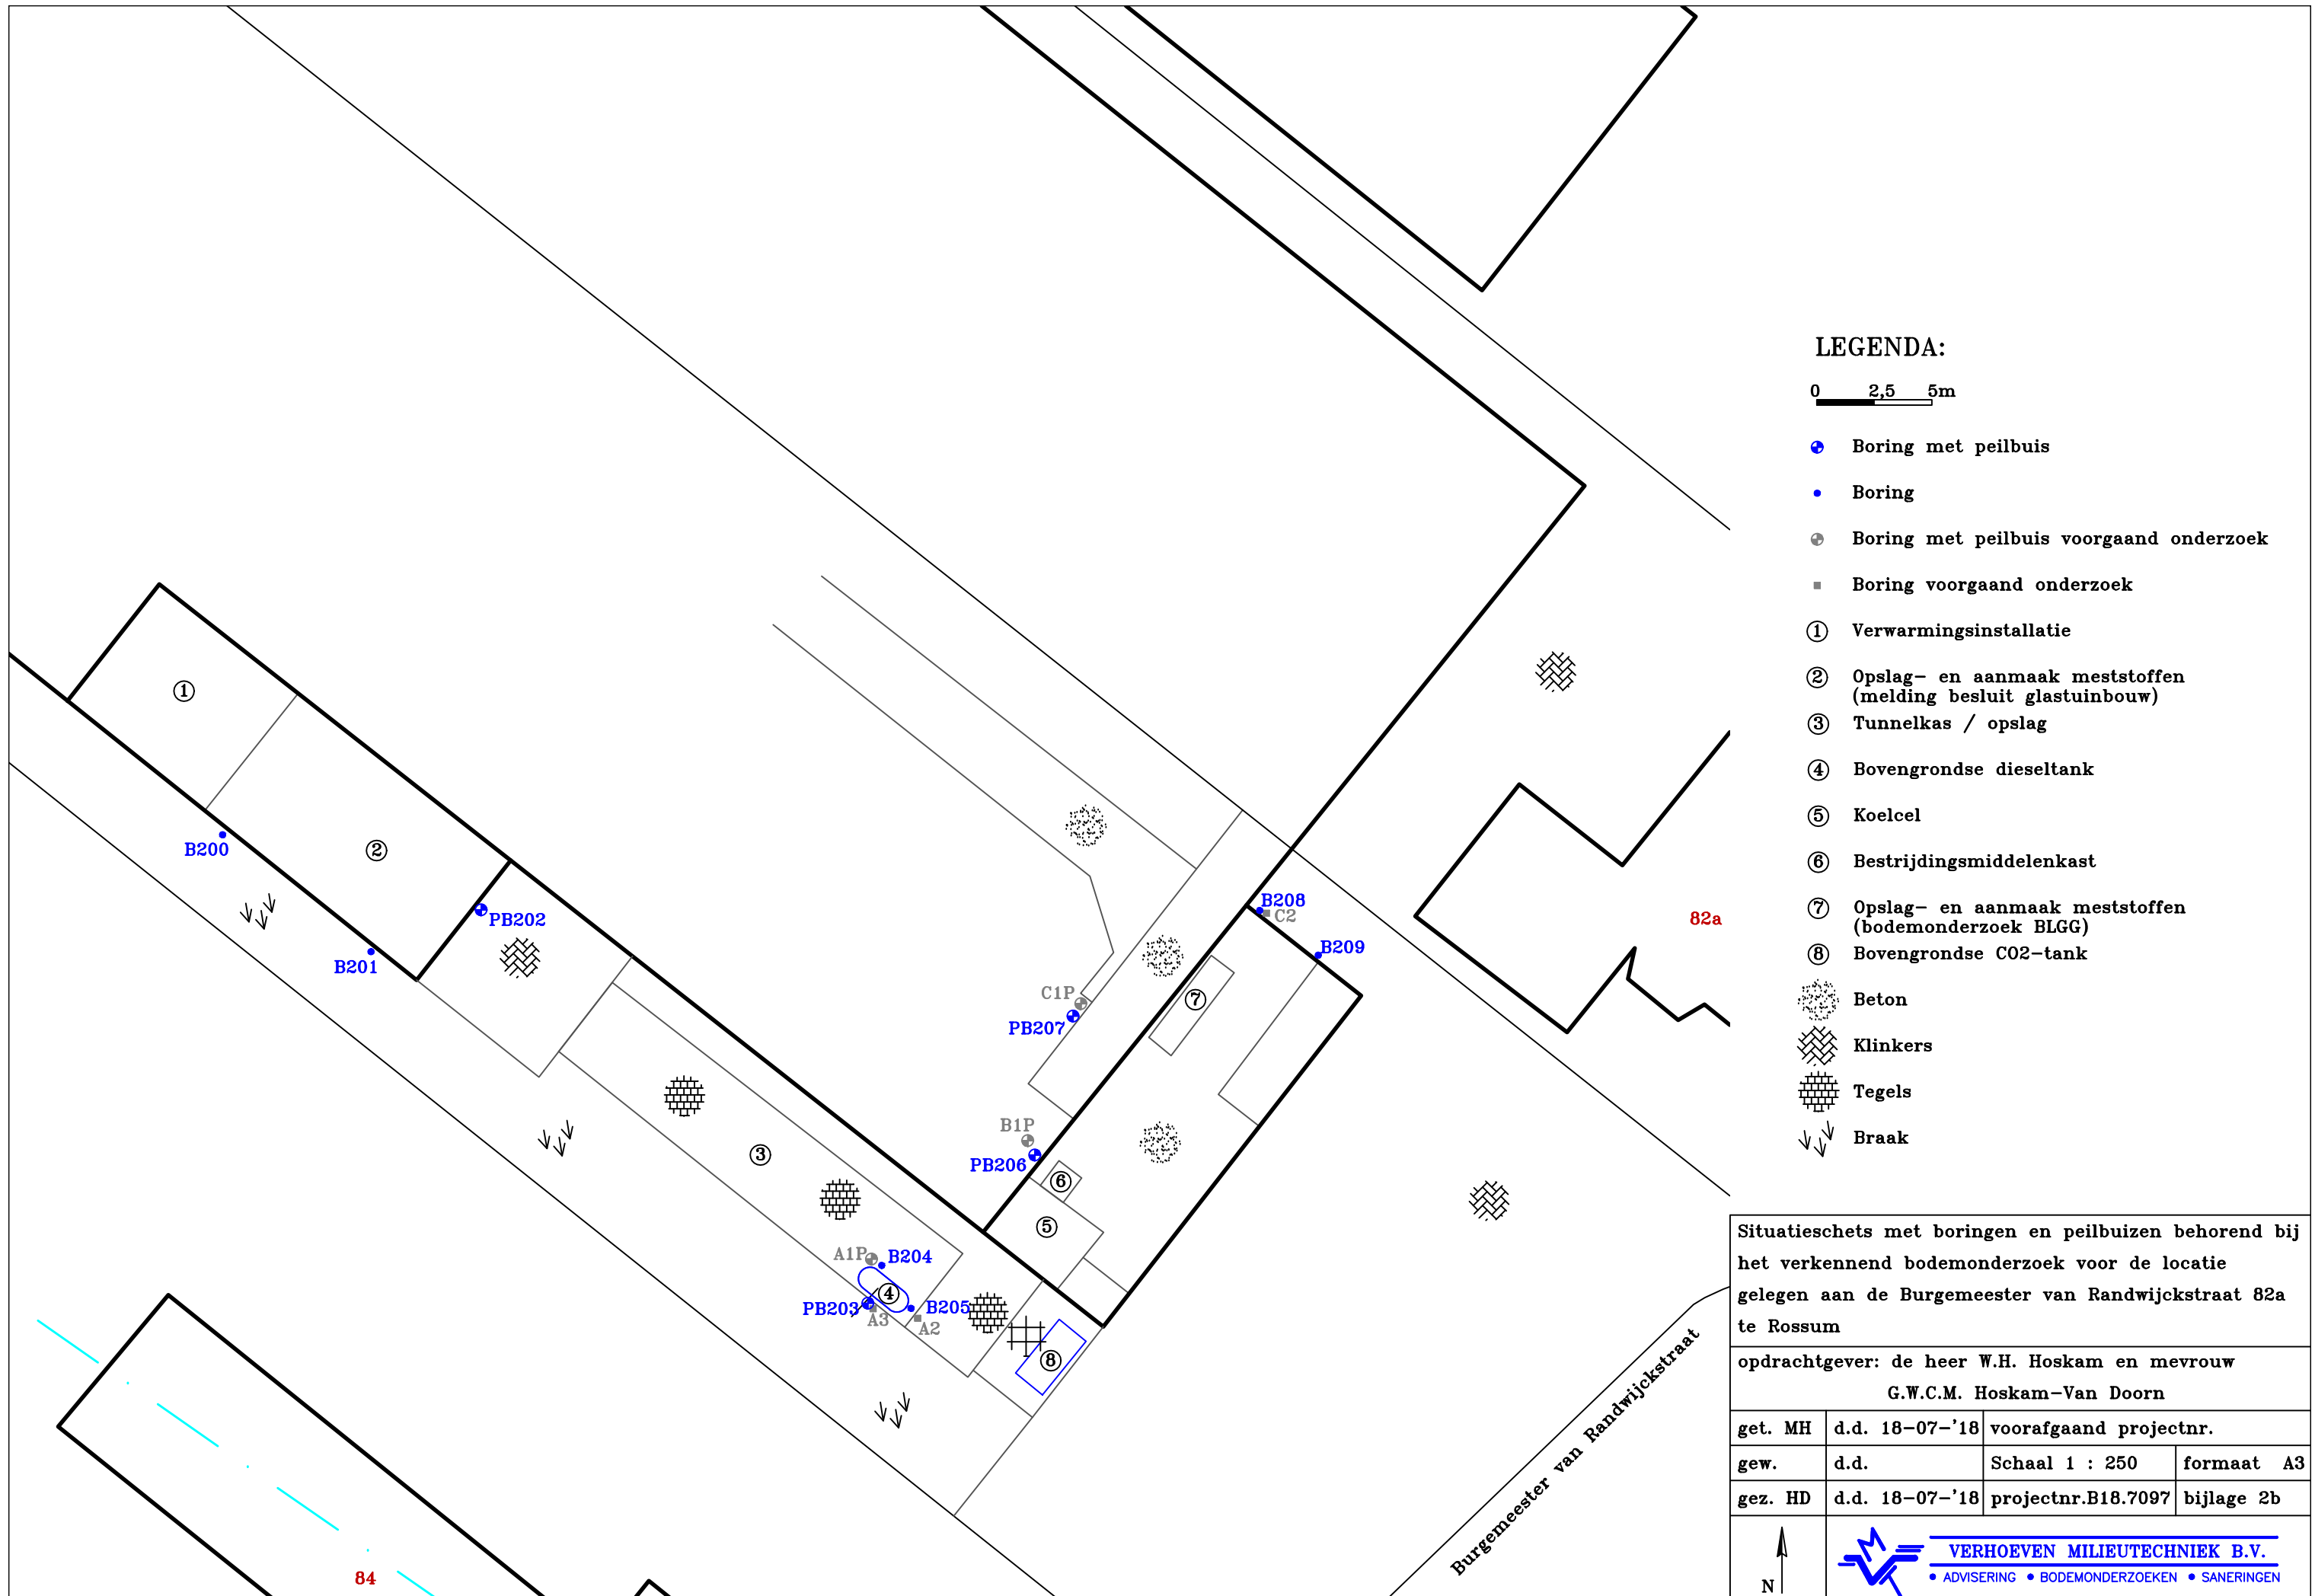 LEGENDA:
0 2,5 5m
Boring met peilbuis
Boring
Boring met peilbuis voorgaand onderzoek
Boring voorgaand onderzoek
1 Verwarmingsinstallatie
2 Opslag- en aanmaak meststoffen
(melding besluit glastuinbouw)
3 Tunnelkas / opslag
4 Bovengrondse dieseltank
5 Koelcel
6 Bestrijdingsmiddelenkast
7 Opslag- en aanmaak meststoffen
(bodemonderzoek BLGG)
8 Bovengrondse CO2-tank
Beton
Klinkers
Tegels
Braak
1
2
B200
PB202
B201
B208
C2
B209
82a
C1P
7
PB207
B1P
PB206
6
3
5
A1P
B204
4
PB203
A3
B205
A2
8
84
Burgemeester van Randwijckstraat
Situatieschets met boringen en peilbuizen behorend bij
het verkennend bodemonderzoek voor de locatie
gelegen aan de Burgemeester van Randwijckstraat 82a
te Rossum
opdrachtgever: de heer W.H. Hoskam en mevrouw
G.W.C.M. Hoskam-Van Doorn
get. MH d.d. 18-07-'18 voorafgaand projectnr.
gew. d.d. Schaal 1 : 250 formaat A3
gez. HD d.d. 18-07-'18 projectnr.B18.7097 bijlage 2b
N
VERHOEVEN MILIEUTECHNIEK B.V.
• ADVISERING • BODEMONDERZOEKEN • SANERINGEN